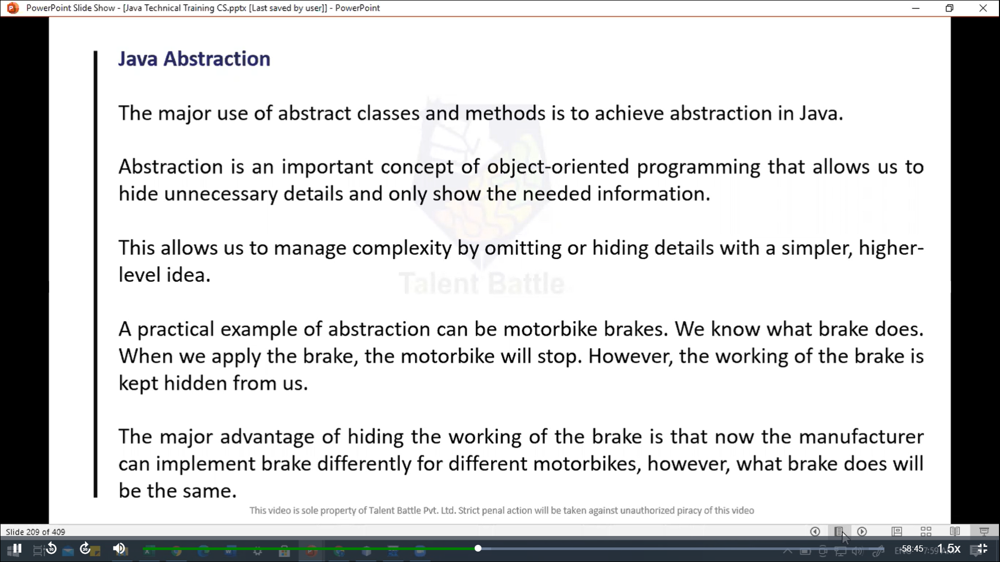 PowerPoint Slide Show - [Java Technical Training CS.pptx [Last saved by user]] - PowerPoint
Java Abstraction
The major use of abstract classes and methods is to achieve abstraction in Java.
Abstraction is an important concept of object-oriented programming that allows us to
hide unnecessary details and only show the needed information.
This allows us to manage complexity by omitting or hiding details with a simpler, higher-
level idea.
Talent Battle
A practical example of abstraction can be motorbike brakes. We know what brake does.
When we apply the brake, the motorbike will stop. However, the working of the brake is
kept hidden from us.
The major advantage of hiding the working of the brake is that now the manufacturer
can implement brake differently for different motorbikes, however, what brake does will
be the same.
This video is sole property of Talent Battle Pvt. Ltd. Strict penal action will be taken against unauthorized piracy of this video
Slide 209 of 409
10
30
-58:45
1.5x